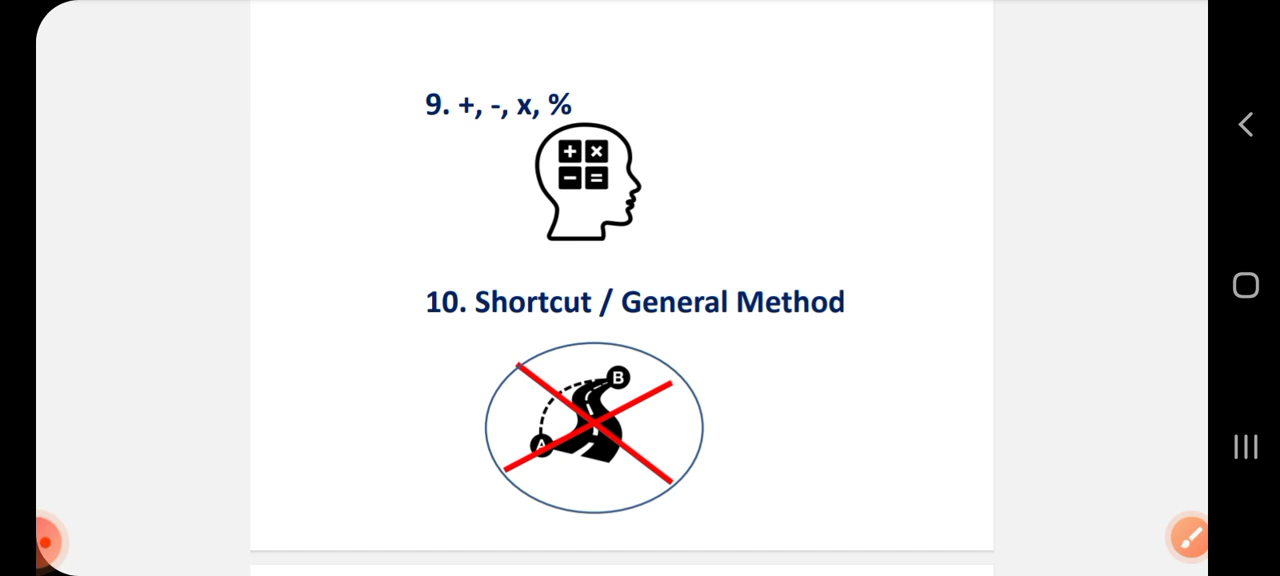 9. +, -, x, %
+ ×
- =
10. Shortcut / General Method
B
A